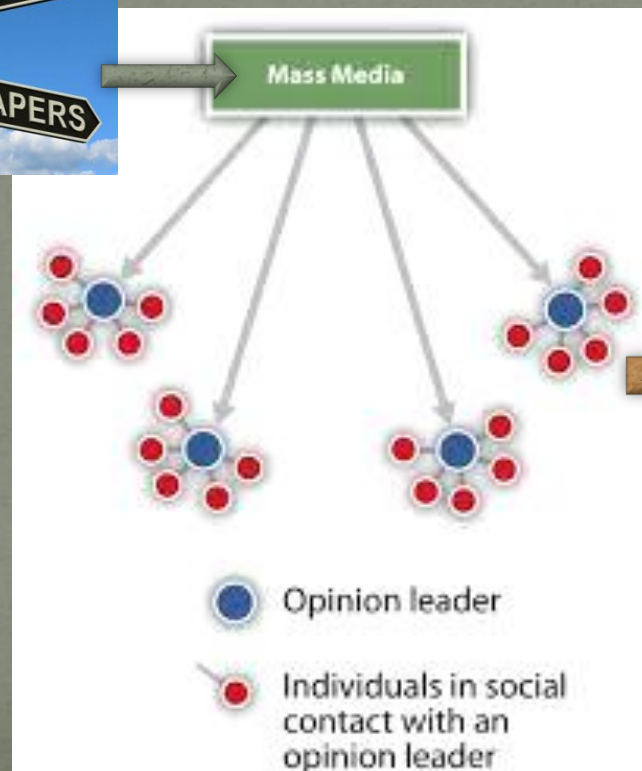 APERS
Mass Media
Opinion leader
Individuals in social
contact with an
opinion leader